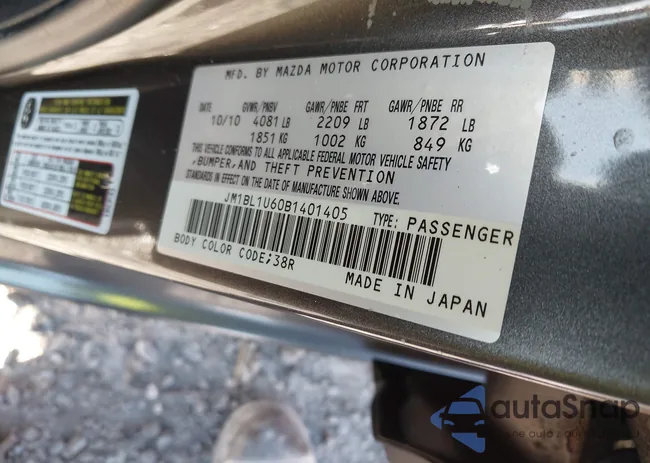 MFD. BY MAZDA MOTOR CORPORATION
DATE GVWR/PNBV GAWR/PNBE FRT GAWR/PNBE RR
10/10 4081 LB 2209 LB 1872 LB
1851 KG 1002 KG 849 KG
THIS VEHICLE CONFORMS TO ALL APPLICABLE FEDERAL MOTOR VEHICLE SAFETY
,BUMPER, AND THEFT PREVENTION
STANDARDS IN EFFECT ON THE DATE OF MANUFACTURE SHOWN ABOVE.
JM1BL1U60B1401405 TYPE: PASSENGER
BODY COLOR CODE;38R
MADE IN JAPAN
autaSnap